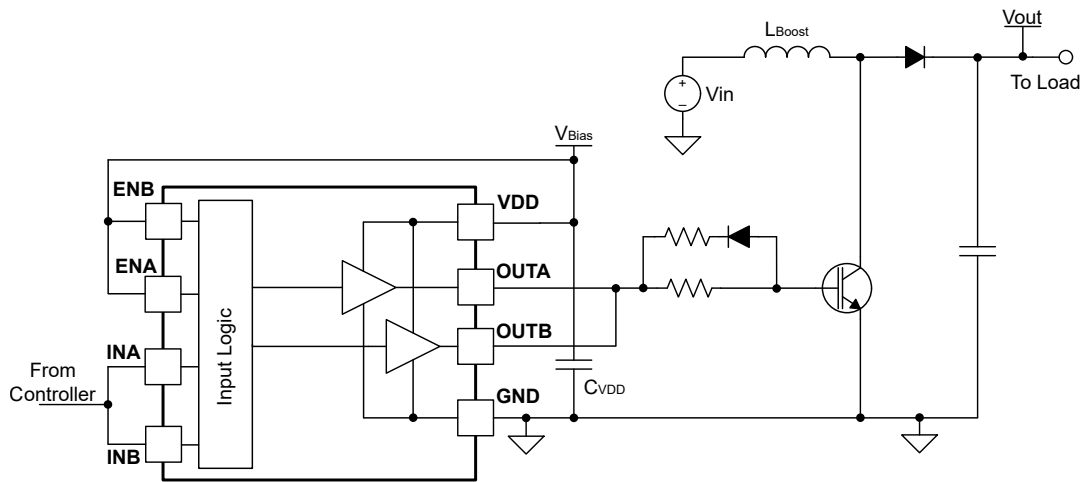 Vout
LBoost
To Load
+
Vin
−
VBias
ENB
VDD
ENA
OUTA
OUTB
INA
Input Logic
From
Controller
CVDD
GND
INB